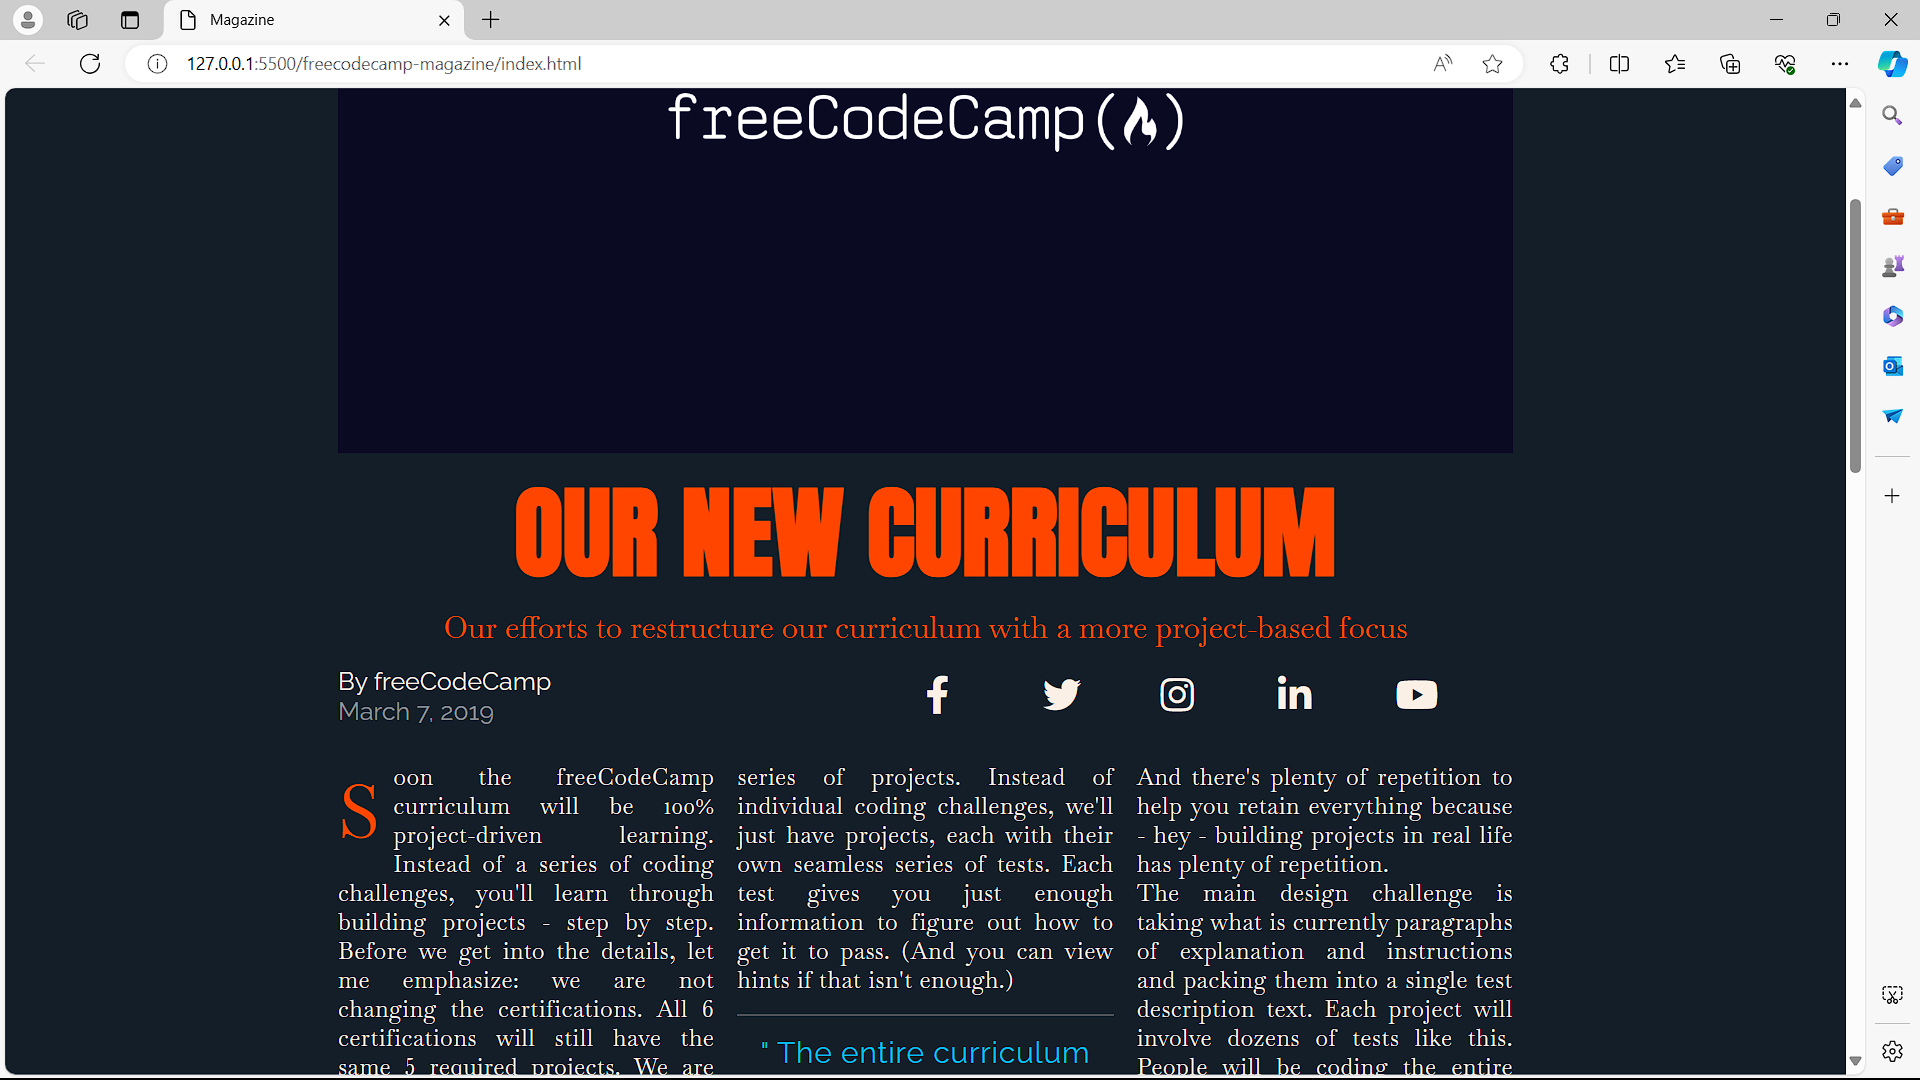 Magazine
127.0.0.1:5500/freecodecamp-magazine/index.html
freeCodeCamp()
OUR NEW CURRICULUM
Our efforts to restructure our curriculum with a more project-based focus
By freeCodeCamp
March 7, 2019
Soon the freeCodeCamp
curriculum will be 100%
project-driven learning.
Instead of a series of coding
challenges, you'll learn through
building projects - step by step.
Before we get into the details, let
me emphasize: we are not
changing the certifications. All 6
certifications will still have the
same 5 required projects. We are
series of projects. Instead of
individual coding challenges, we'll
just have projects, each with their
own seamless series of tests. Each
test gives you just enough
information to figure out how to
get it to pass. (And you can view
hints if that isn't enough.)
" The entire curriculum
And there's plenty of repetition to
help you retain everything because
- hey - building projects in real life
has plenty of repetition.
The main design challenge is
taking what is currently paragraphs
of explanation and instructions
and packing them into a single test
description text. Each project will
involve dozens of tests like this.
People will be coding the entire